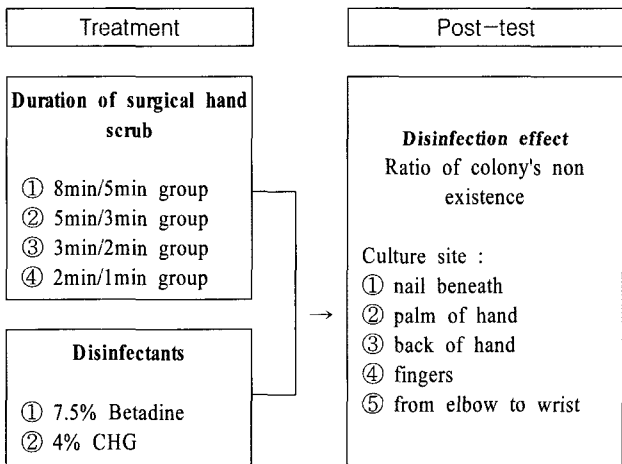 Treatment
Duration of surgical hand
scrub
① 8min/5min group
② 5min/3min group
③ 3min/2min group
④ 2min/1min group
Disinfectants
① 7.5% Betadine
② 4% CHG
→
Post-test
Disinfection effect
Ratio of colony's non
existence
Culture site :
① nail beneath
② palm of hand
③ back of hand
④ fingers
⑤ from elbow to wrist